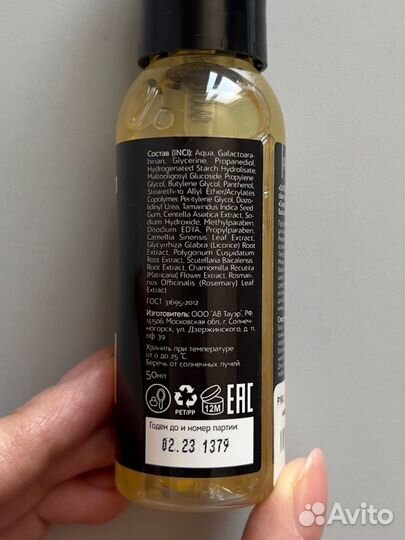 Состав (INCI): Aqua, Galactoara-
binan, Glycerine, Propanediol,
Hydrogenated Starch Hydrolisate,
Maltooligosyl Glucoside, Propylene
Glycol, Butylene Glycol, Panthenol,
Steareth-10 Allyl Ether/Acrylates
Copolymer, Pentylene Glycol, Diazo-
lidinyl Urea, Tamarindus Indica Seed
Gum, Centella Asiatica Extract, So-
dium Hydroxide, Methylparaben,
Disodium EDTA, Propylparaben,
Camellia Sinensis Leaf Extract,
Glycyrrhiza Glabra (Licorice) Root
Extract, Polygonum Cuspidatum
Root Extract, Scutellaria Baicalensis
Root Extract, Chamomilla Recutita
(Matricaria) Flower Extract, Rosmari-
nus Officinalis (Rosemary) Leaf
Extract
ГОСТ 31695-2012
Изготовитель: ООО "АВ Тауэр", РФ,
141506, Московская обл., г. Солнеч-
ногорск, ул. Дзержинского, д. 11,
оф. 39.
Хранить при температуре
от 0 до 25 °C.
Беречь от солнечных лучей.
50мл
PET/PP
12M
EAC
Годен до и номер партии:
02.23 1379
Avito